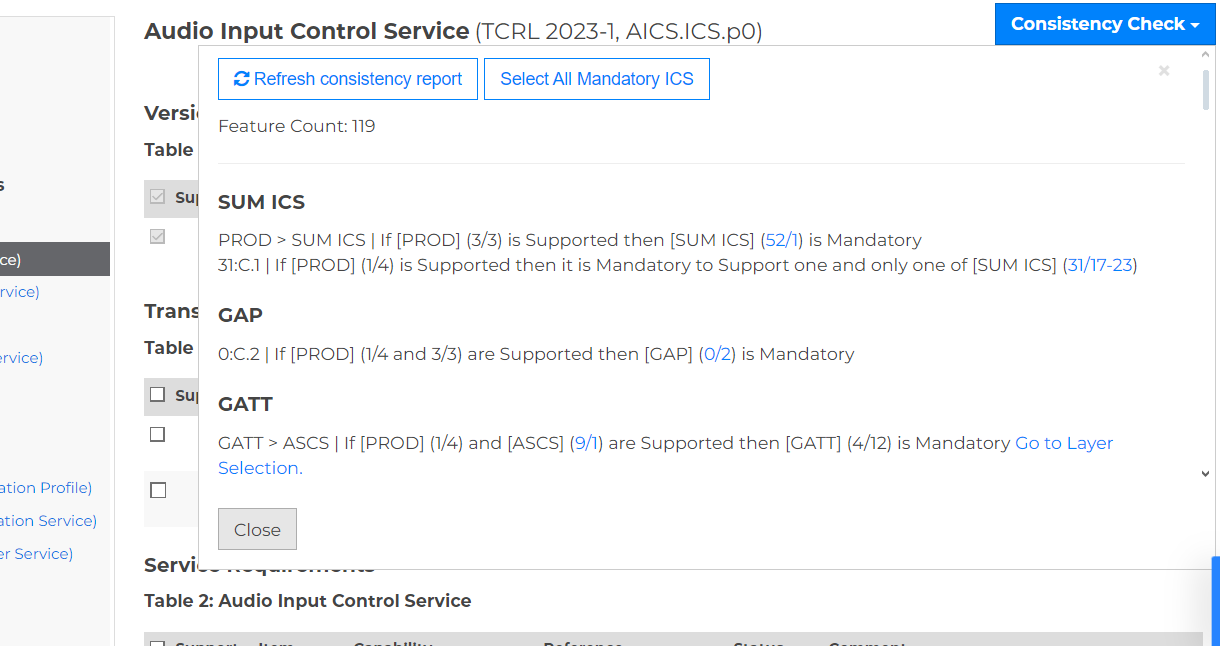 Audio Input Control Service (TCRL 2023-1, AICS.ICS.p0)
Consistency Check
Refresh consistency report
Select All Mandatory ICS
×
Feature Count: 119
Table
SUM ICS
PROD > SUM ICS | If [PROD] (3/3) is Supported then [SUM ICS] (52/1) is Mandatory
31:C.1 | If [PROD] (1/4) is Supported then it is Mandatory to Support one and only one of [SUM ICS] (31/17-23)
GAP
0:C.2 | If [PROD] (1/4 and 3/3) are Supported then [GAP] (0/2) is Mandatory
Table
GATT
GATT > ASCS | If [PROD] (1/4) and [ASCS] (9/1) are Supported then [GATT] (4/12) is Mandatory Go to Layer
Selection.
Close
ce)
rvice)
ervice)
ation Profile)
ation Service)
er Service)
Service Requirements
Table 2: Audio Input Control Service
Support Item Capability Reference Status Comment